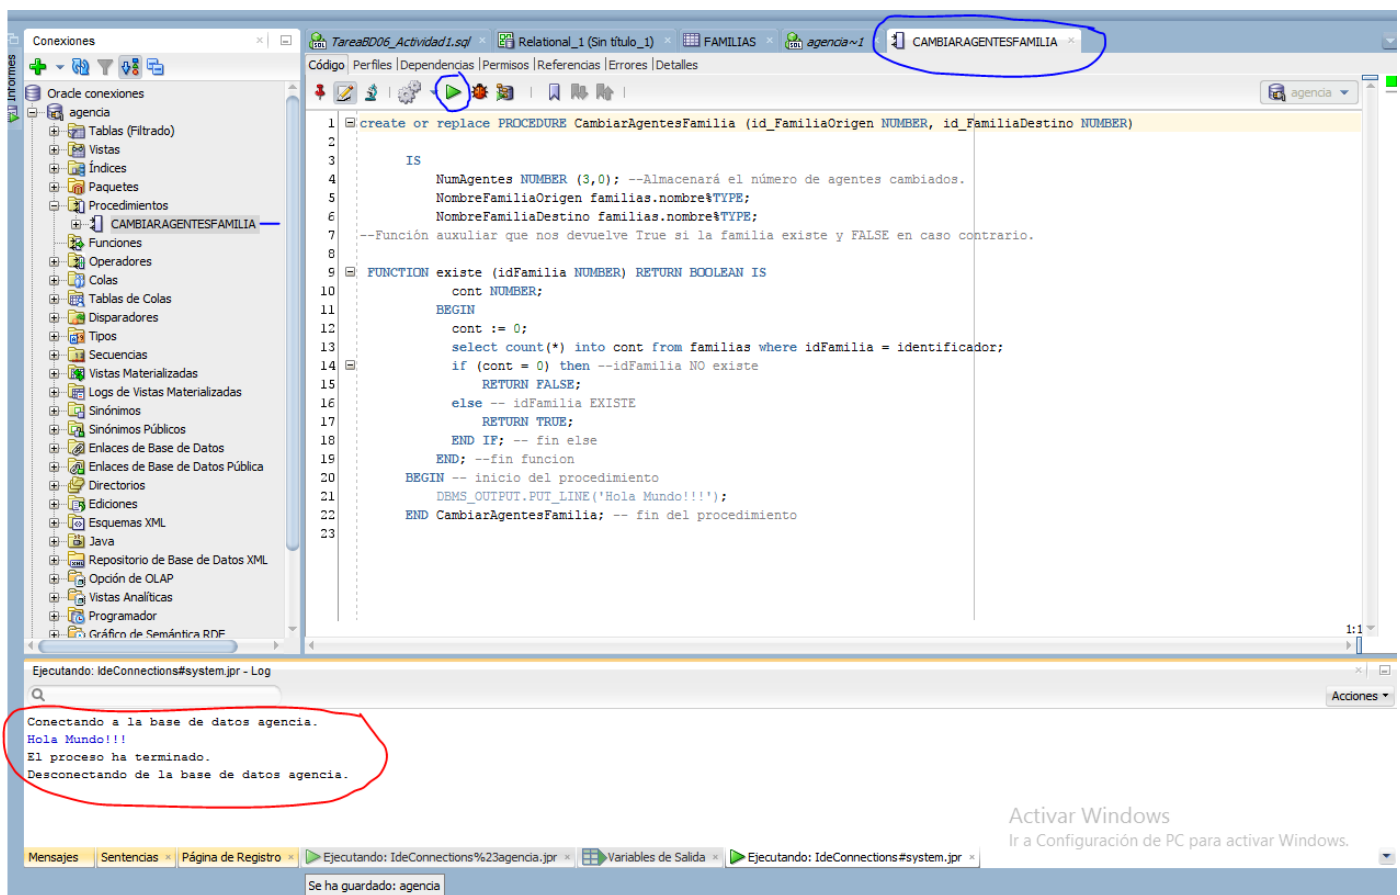 Informes
Conexiones
Oracle conexiones
agencia
Tablas (Filtrado)
Vistas
Índices
Paquetes
Procedimientos
CAMBIARAGENTESFAMILIA
Funciones
Operadores
Colas
Tablas de Colas
Disparadores
Tipos
Secuencias
Vistas Materializadas
Logs de Vistas Materializadas
Sinónimos
Sinónimos Públicos
Enlaces de Base de Datos
Enlaces de Base de Datos Pública
Directorios
Ediciones
Esquemas XML
Java
Repositorio de Base de Datos XML
Opción de OLAP
Vistas Analíticas
Programador
Gráfico de Semántica RDF
TareaBD06_Actividad1.sql Relational_1 (Sin título_1) FAMILIAS agencia~1 CAMBIARAGENTESFAMILIA
Código Perfiles Dependencias Permisos Referencias Errores Detalles
agencia
1 create or replace PROCEDURE CambiarAgentesFamilia (id_FamiliaOrigen NUMBER, id_FamiliaDestino NUMBER)
2
3 IS
4 NumAgentes NUMBER (3,0); --Almacenará el número de agentes cambiados.
5 NombreFamiliaOrigen familias.nombre%TYPE;
6 NombreFamiliaDestino familias.nombre%TYPE;
7 --Función auxuliar que nos devuelve True si la familia existe y FALSE en caso contrario.
8
9 FUNCTION existe (idFamilia NUMBER) RETURN BOOLEAN IS
10 cont NUMBER;
11 BEGIN
12 cont := 0;
13 select count(*) into cont from familias where idFamilia = identificador;
14 if (cont = 0) then --idFamilia NO existe
15 RETURN FALSE;
16 else -- idFamilia EXISTE
17 RETURN TRUE;
18 END IF; -- fin else
19 END; --fin funcion
20 BEGIN -- inicio del procedimiento
21 DBMS_OUTPUT.PUT_LINE('Hola Mundo!!!');
22 END CambiarAgentesFamilia; -- fin del procedimiento
23
1:1
Ejecutando: IdeConnections#system.jpr - Log
Acciones
Conectando a la base de datos agencia.
Hola Mundo!!!
El proceso ha terminado.
Desconectando de la base de datos agencia.
Activar Windows
Ir a Configuración de PC para activar Windows.
Mensajes Sentencias Página de Registro Ejecutando: IdeConnections%23agencia.jpr Variables de Salida Ejecutando: IdeConnections#system.jpr
Se ha guardado: agencia